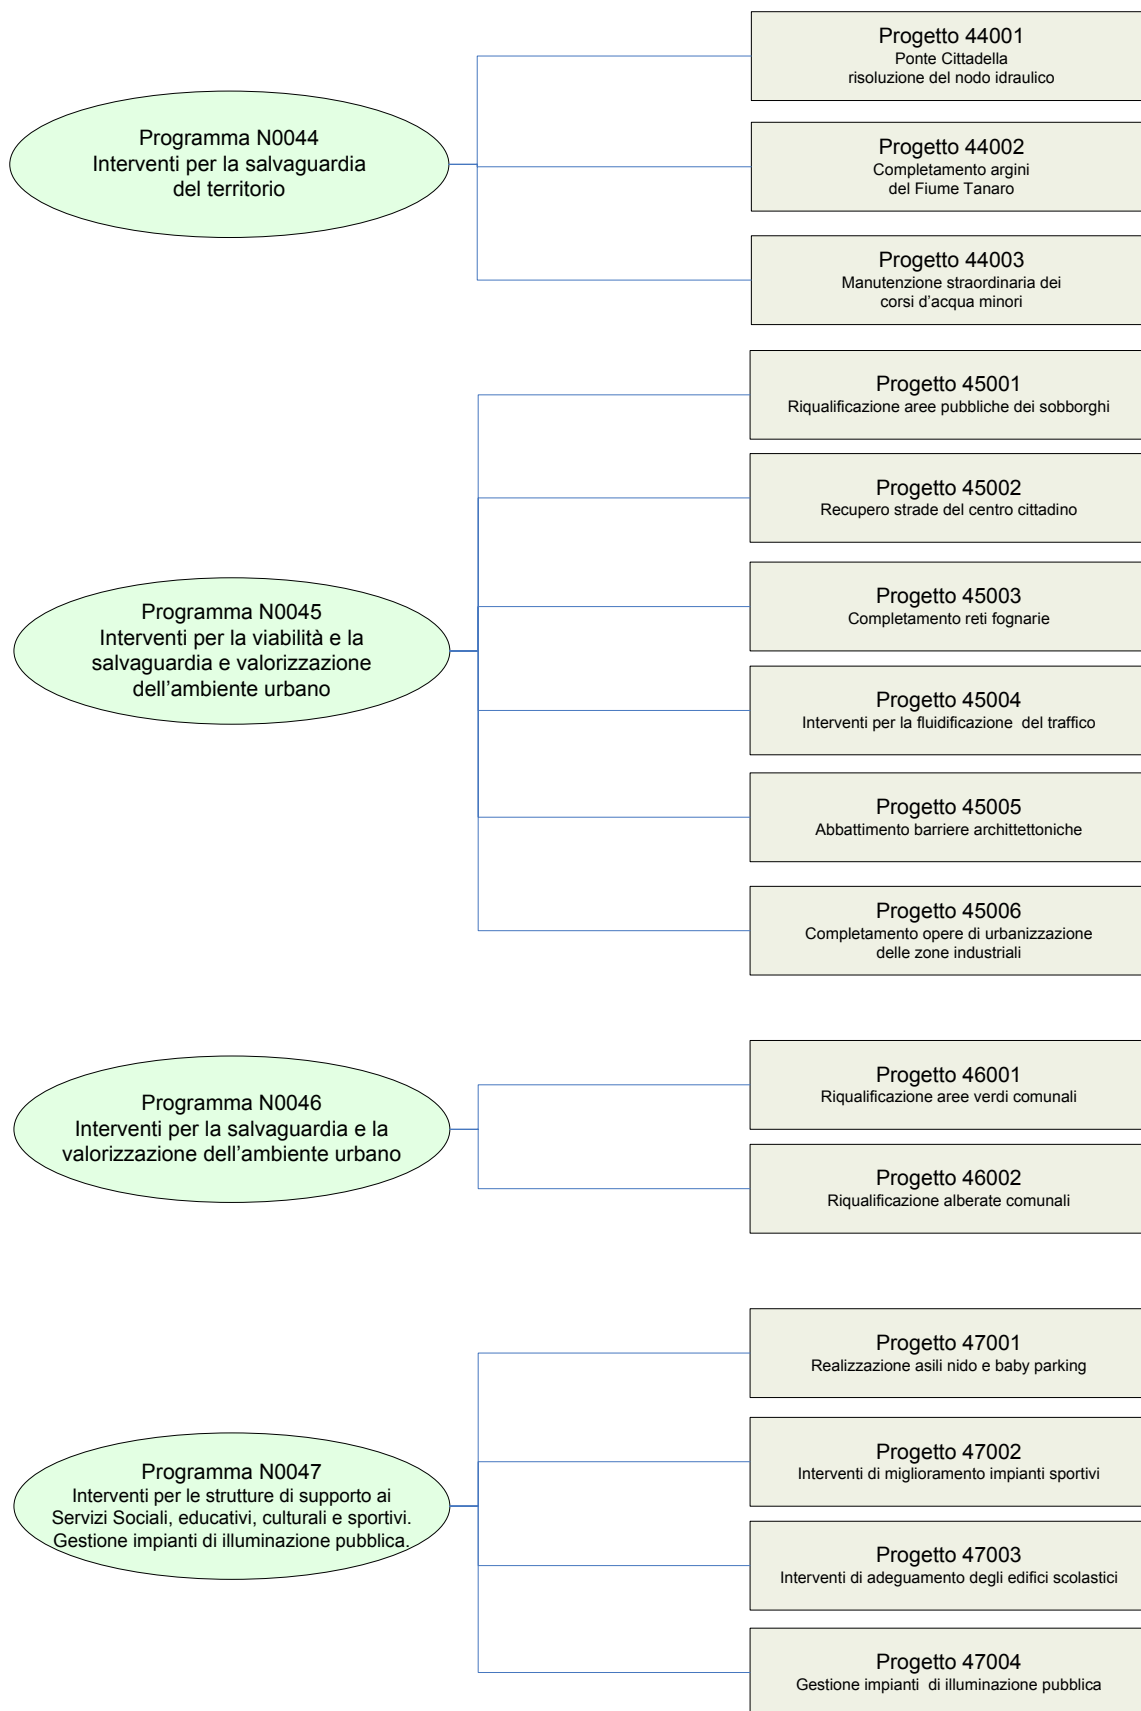 Programma N0044
Interventi per la salvaguardia
del territorio
Progetto 44001
Ponte Cittadella
risoluzione del nodo idraulico
Progetto 44002
Completamento argini
del Fiume Tanaro
Progetto 44003
Manutenzione straordinaria dei
corsi d'acqua minori
Programma N0045
Interventi per la viabilità e la
salvaguardia e valorizzazione
dell'ambiente urbano
Progetto 45001
Riqualificazione aree pubbliche dei sobborghi
Progetto 45002
Recupero strade del centro cittadino
Progetto 45003
Completamento reti fognarie
Progetto 45004
Interventi per la fluidificazione  del traffico
Progetto 45005
Abbattimento barriere archittettoniche
Progetto 45006
Completamento opere di urbanizzazione
delle zone industriali
Programma N0046
Interventi per la salvaguardia e la
valorizzazione dell'ambiente urbano
Progetto 46001
Riqualificazione aree verdi comunali
Progetto 46002
Riqualificazione alberate comunali
Programma N0047
Interventi per le strutture di supporto ai
Servizi Sociali, educativi, culturali e sportivi.
Gestione impianti di illuminazione pubblica.
Progetto 47001
Realizzazione asili nido e baby parking
Progetto 47002
Interventi di miglioramento impianti sportivi
Progetto 47003
Interventi di adeguamento degli edifici scolastici
Progetto 47004
Gestione impianti  di illuminazione pubblica